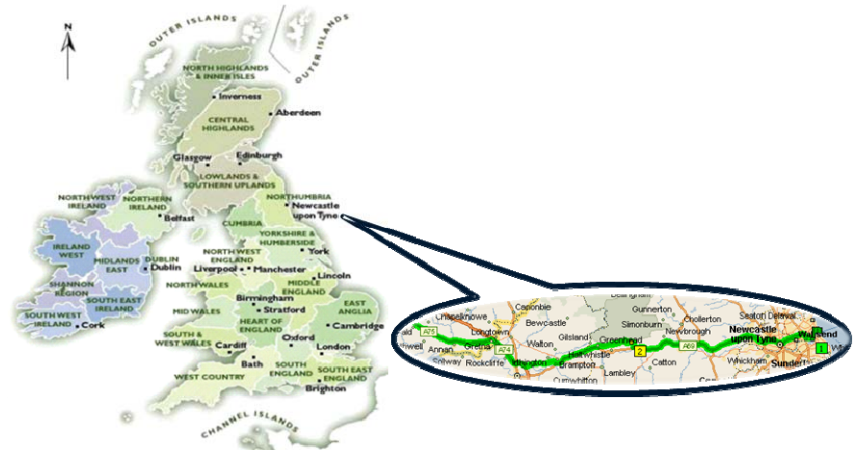 N
OUTER ISLANDS
OUTER ISLANDS
NORTH HIGHLANDS
& INNER ISLES
Inverness
Aberdeen
CENTRAL
HIGHLANDS
Glasgow
Edinburgh
LOWLANDS &
SOUTHERN UPLANDS
NORTHWEST
IRELAND
NORTHERN
IRELAND
Belfast
NORTHUMBRIA
Newcastle
upon Tyne
CUMBRIA
YORKSHIRE &
HUMBERSIDE
York
IRELAND
WEST
MIDLANDS
EAST
DUBLIN
Dublin
NORTH WEST
ENGLAND
Liverpool
Manchester
Lincoln
SHANNON
REGION
SOUTH EAST
IRELAND
SOUTH WEST
IRELAND
Cork
NORTH WALES
MIDDLE
ENGLAND
Birmingham
Stratford
EAST
ANGLIA
MID WALES
HEART OF
ENGLAND
Cambridge
SOUTH &
WEST WALES
Cardiff
Oxford
London
Bath
WEST COUNTRY
SOUTH
ENGLAND
SOUTH EAST
ENGLAND
Brighton
CHANNEL ISLANDS
Caponbie
Gunnerton
Chapelknowe
Bewcastle
Simonburn
Chollerton
Seaton Delaval
A75
Longtown
Newbrough
Newcastle
upon Tyne
Wallsend
Annan
Gretna
A74
Walton
Gilsland
Greenhead
2
A69
1
Rockcliffe
Haltwhistle
Brampton
Catton
Whickham
Sunderl
Lambley
Cumwhitton